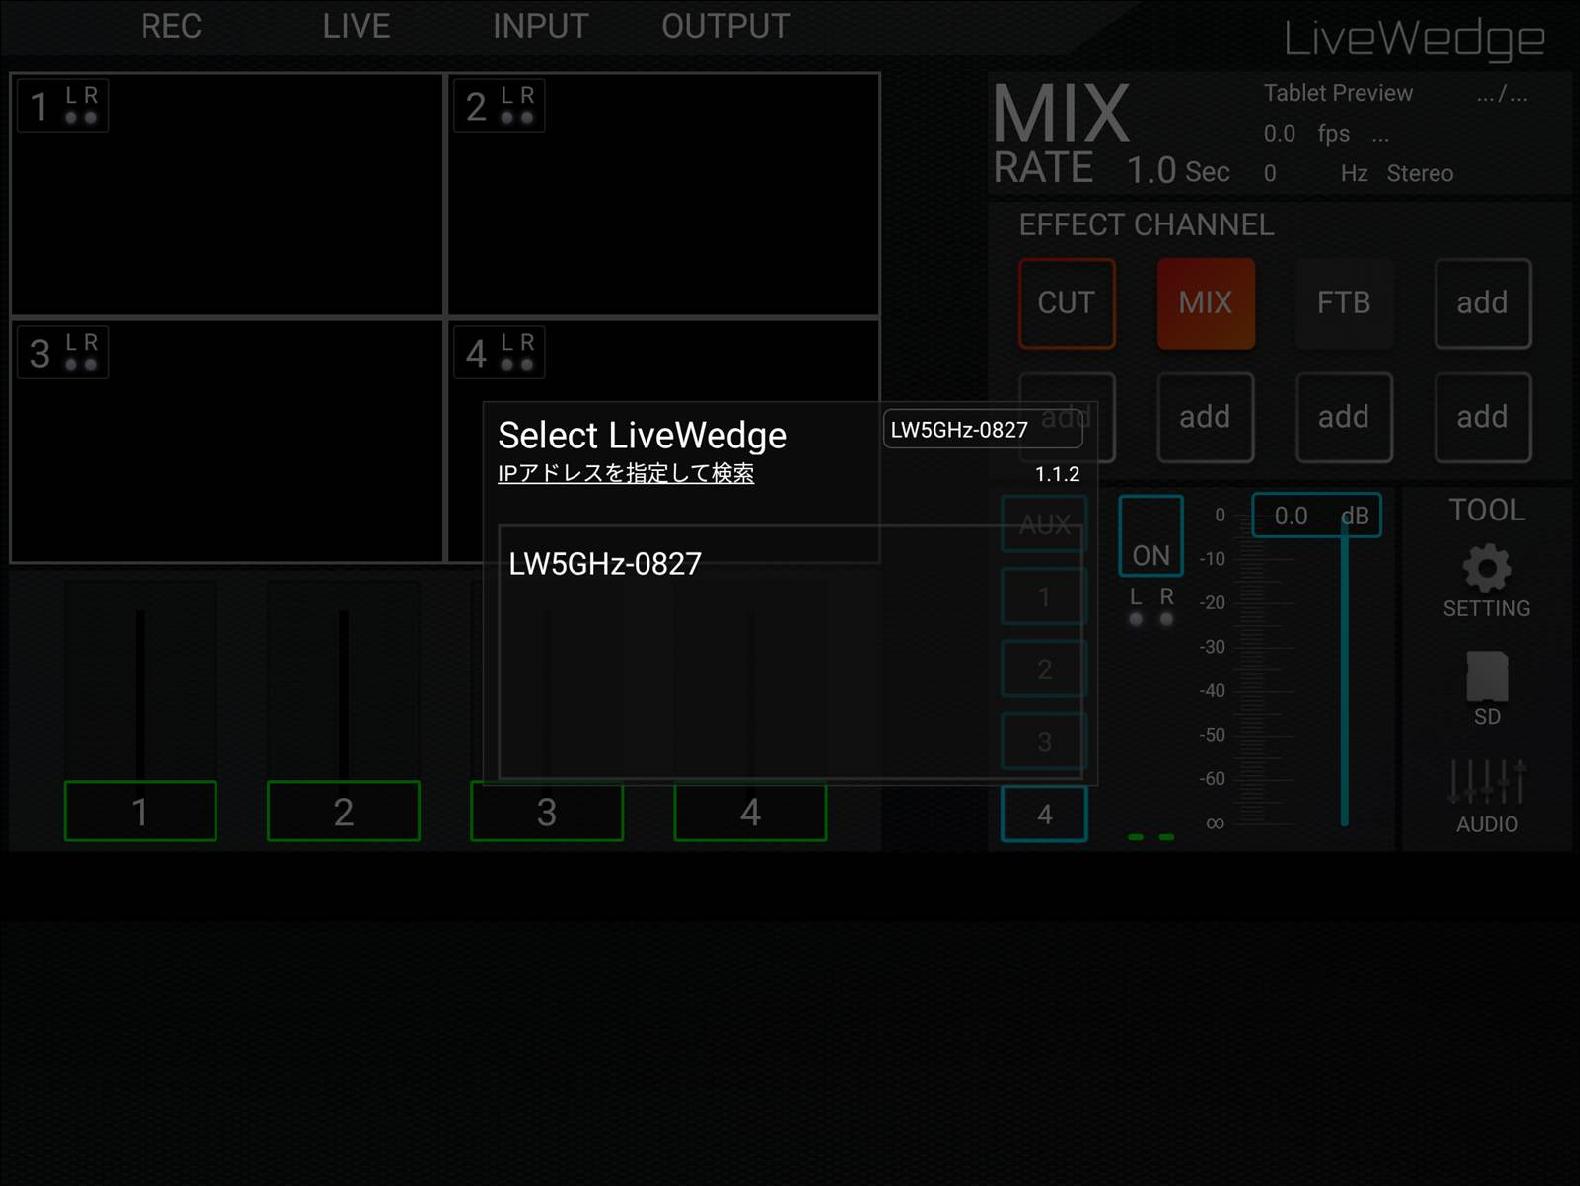 REC LIVE INPUT OUTPUT
LiveWedge
1 L R
2 L R
3 L R
4 L R
MIX
RATE 1.0 Sec
Tablet Preview .../...
0.0 fps ...
0 Hz Stereo
EFFECT CHANNEL
CUT MIX FTB add
add add add add
Select LiveWedge
LW5GHz-0827
IPアドレスを指定して検索
1.1.2
LW5GHz-0827
AUX
1
2
3
4
ON
L R
0.0 dB
0
-10
-20
-30
-40
-50
-60
∞
TOOL
SETTING
SD
AUDIO
1 2 3 4